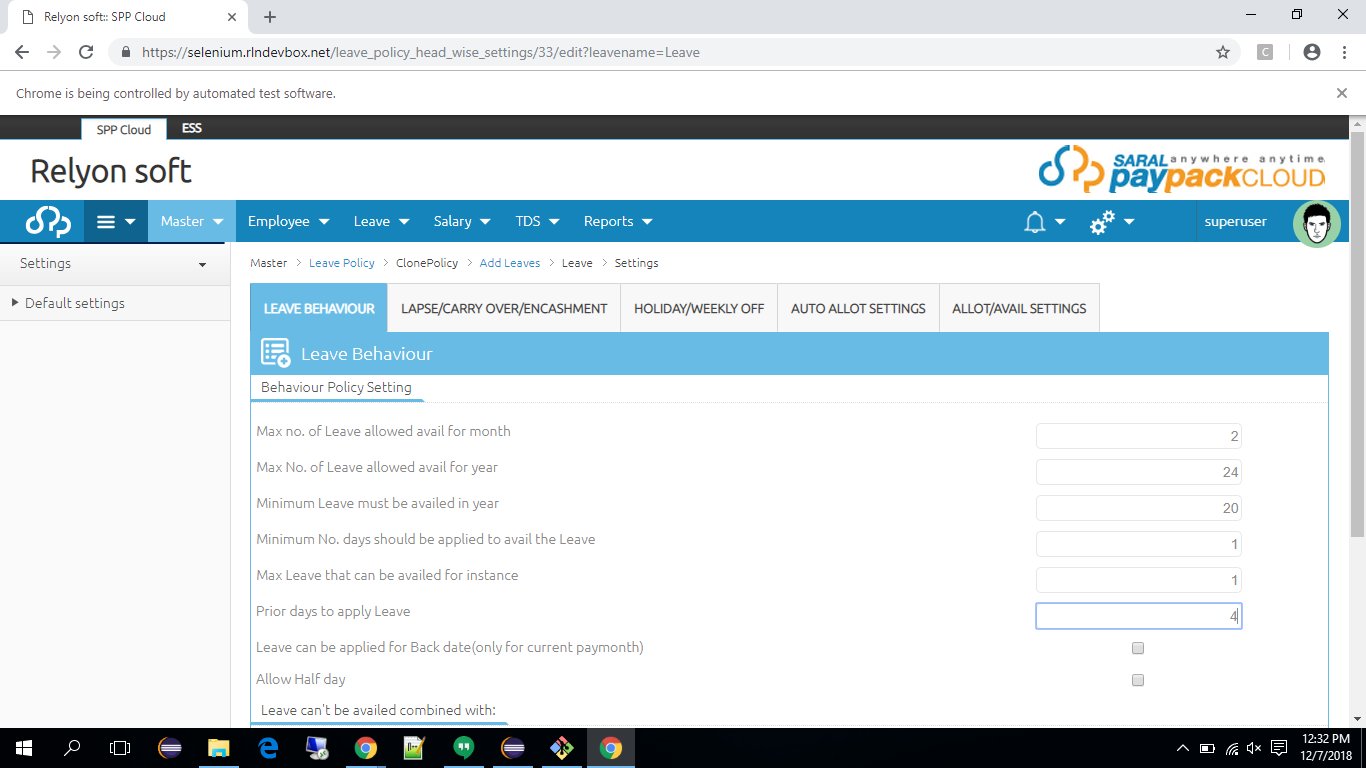 Relyon soft:: SPP Cloud
https://selenium.rlndevbox.net/leave_policy_head_wise_settings/33/edit?leavename=Leave
C
Chrome is being controlled by automated test software.
SPP Cloud ESS
Relyon soft
SARAL anywhere anytime
paypackCLOUD
Master Employee Leave Salary TDS Reports superuser
Settings
Master > Leave Policy > ClonePolicy > Add Leaves > Leave > Settings
Default settings
LEAVE BEHAVIOUR LAPSE/CARRY OVER/ENCASHMENT HOLIDAY/WEEKLY OFF AUTO ALLOT SETTINGS ALLOT/AVAIL SETTINGS
Leave Behaviour
Behaviour Policy Setting
Max no. of Leave allowed avail for month 2
Max No. of Leave allowed avail for year 24
Minimum Leave must be availed in year 20
Minimum No. days should be applied to avail the Leave 1
Max Leave that can be availed for instance 1
Prior days to apply Leave 4
Leave can be applied for Back date(only for current paymonth)
Allow Half day
Leave can't be availed combined with:
12:32 PM
12/7/2018